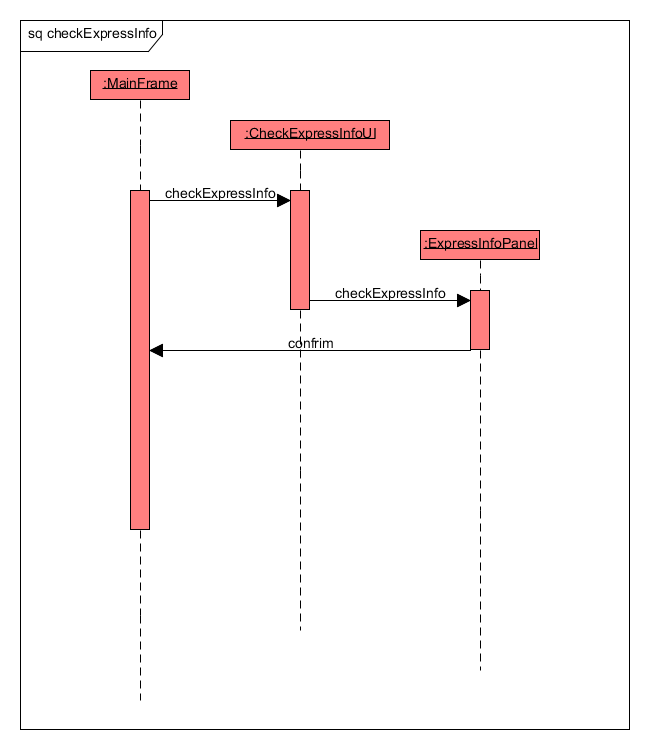 sq checkExpressInfo
:MainFrame
:CheckExpressInfoUI
checkExpressInfo
:ExpressInfoPanel
checkExpressInfo
confrim